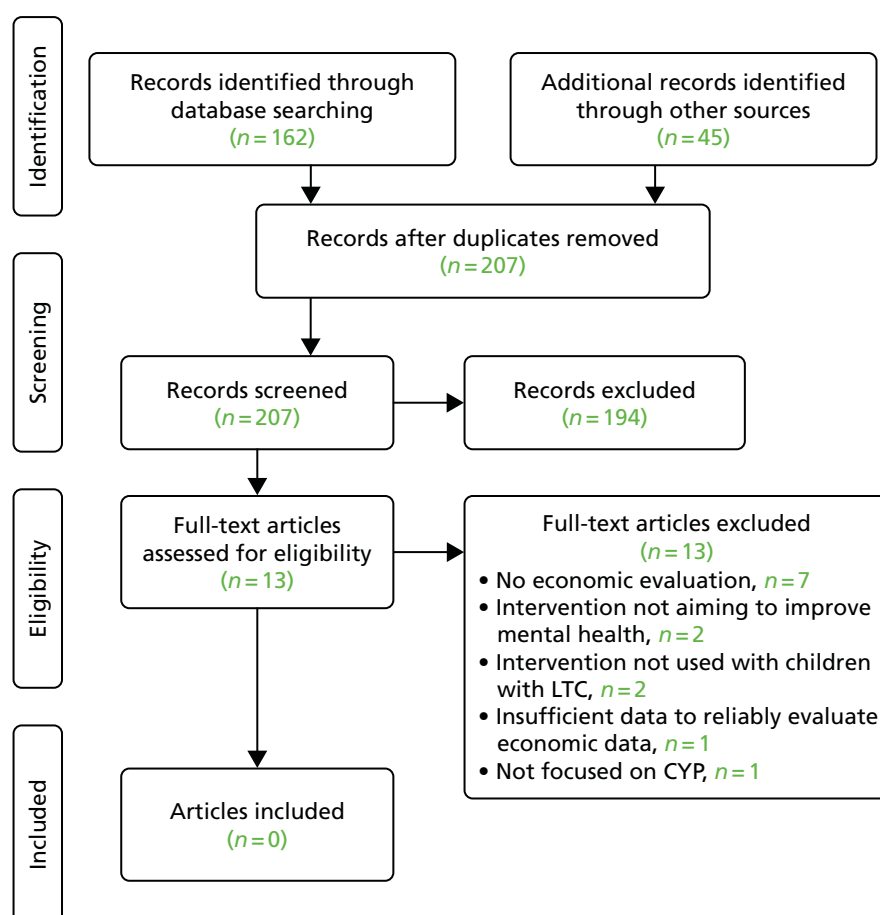 Identification
Records identified through
database searching
(n = 162)
Additional records identified
through other sources
(n = 45)
Records after duplicates removed
(n = 207)
Screening
Records screened
(n = 207)
Records excluded
(n = 194)
Eligibility
Full-text articles
assessed for eligibility
(n = 13)
Full-text articles excluded
(n = 13)
• No economic evaluation, n = 7
• Intervention not aiming to improve
mental health, n = 2
• Intervention not used with children
with LTC, n = 2
• Insufficient data to reliably evaluate
economic data, n = 1
• Not focused on CYP, n = 1
Included
Articles included
(n = 0)